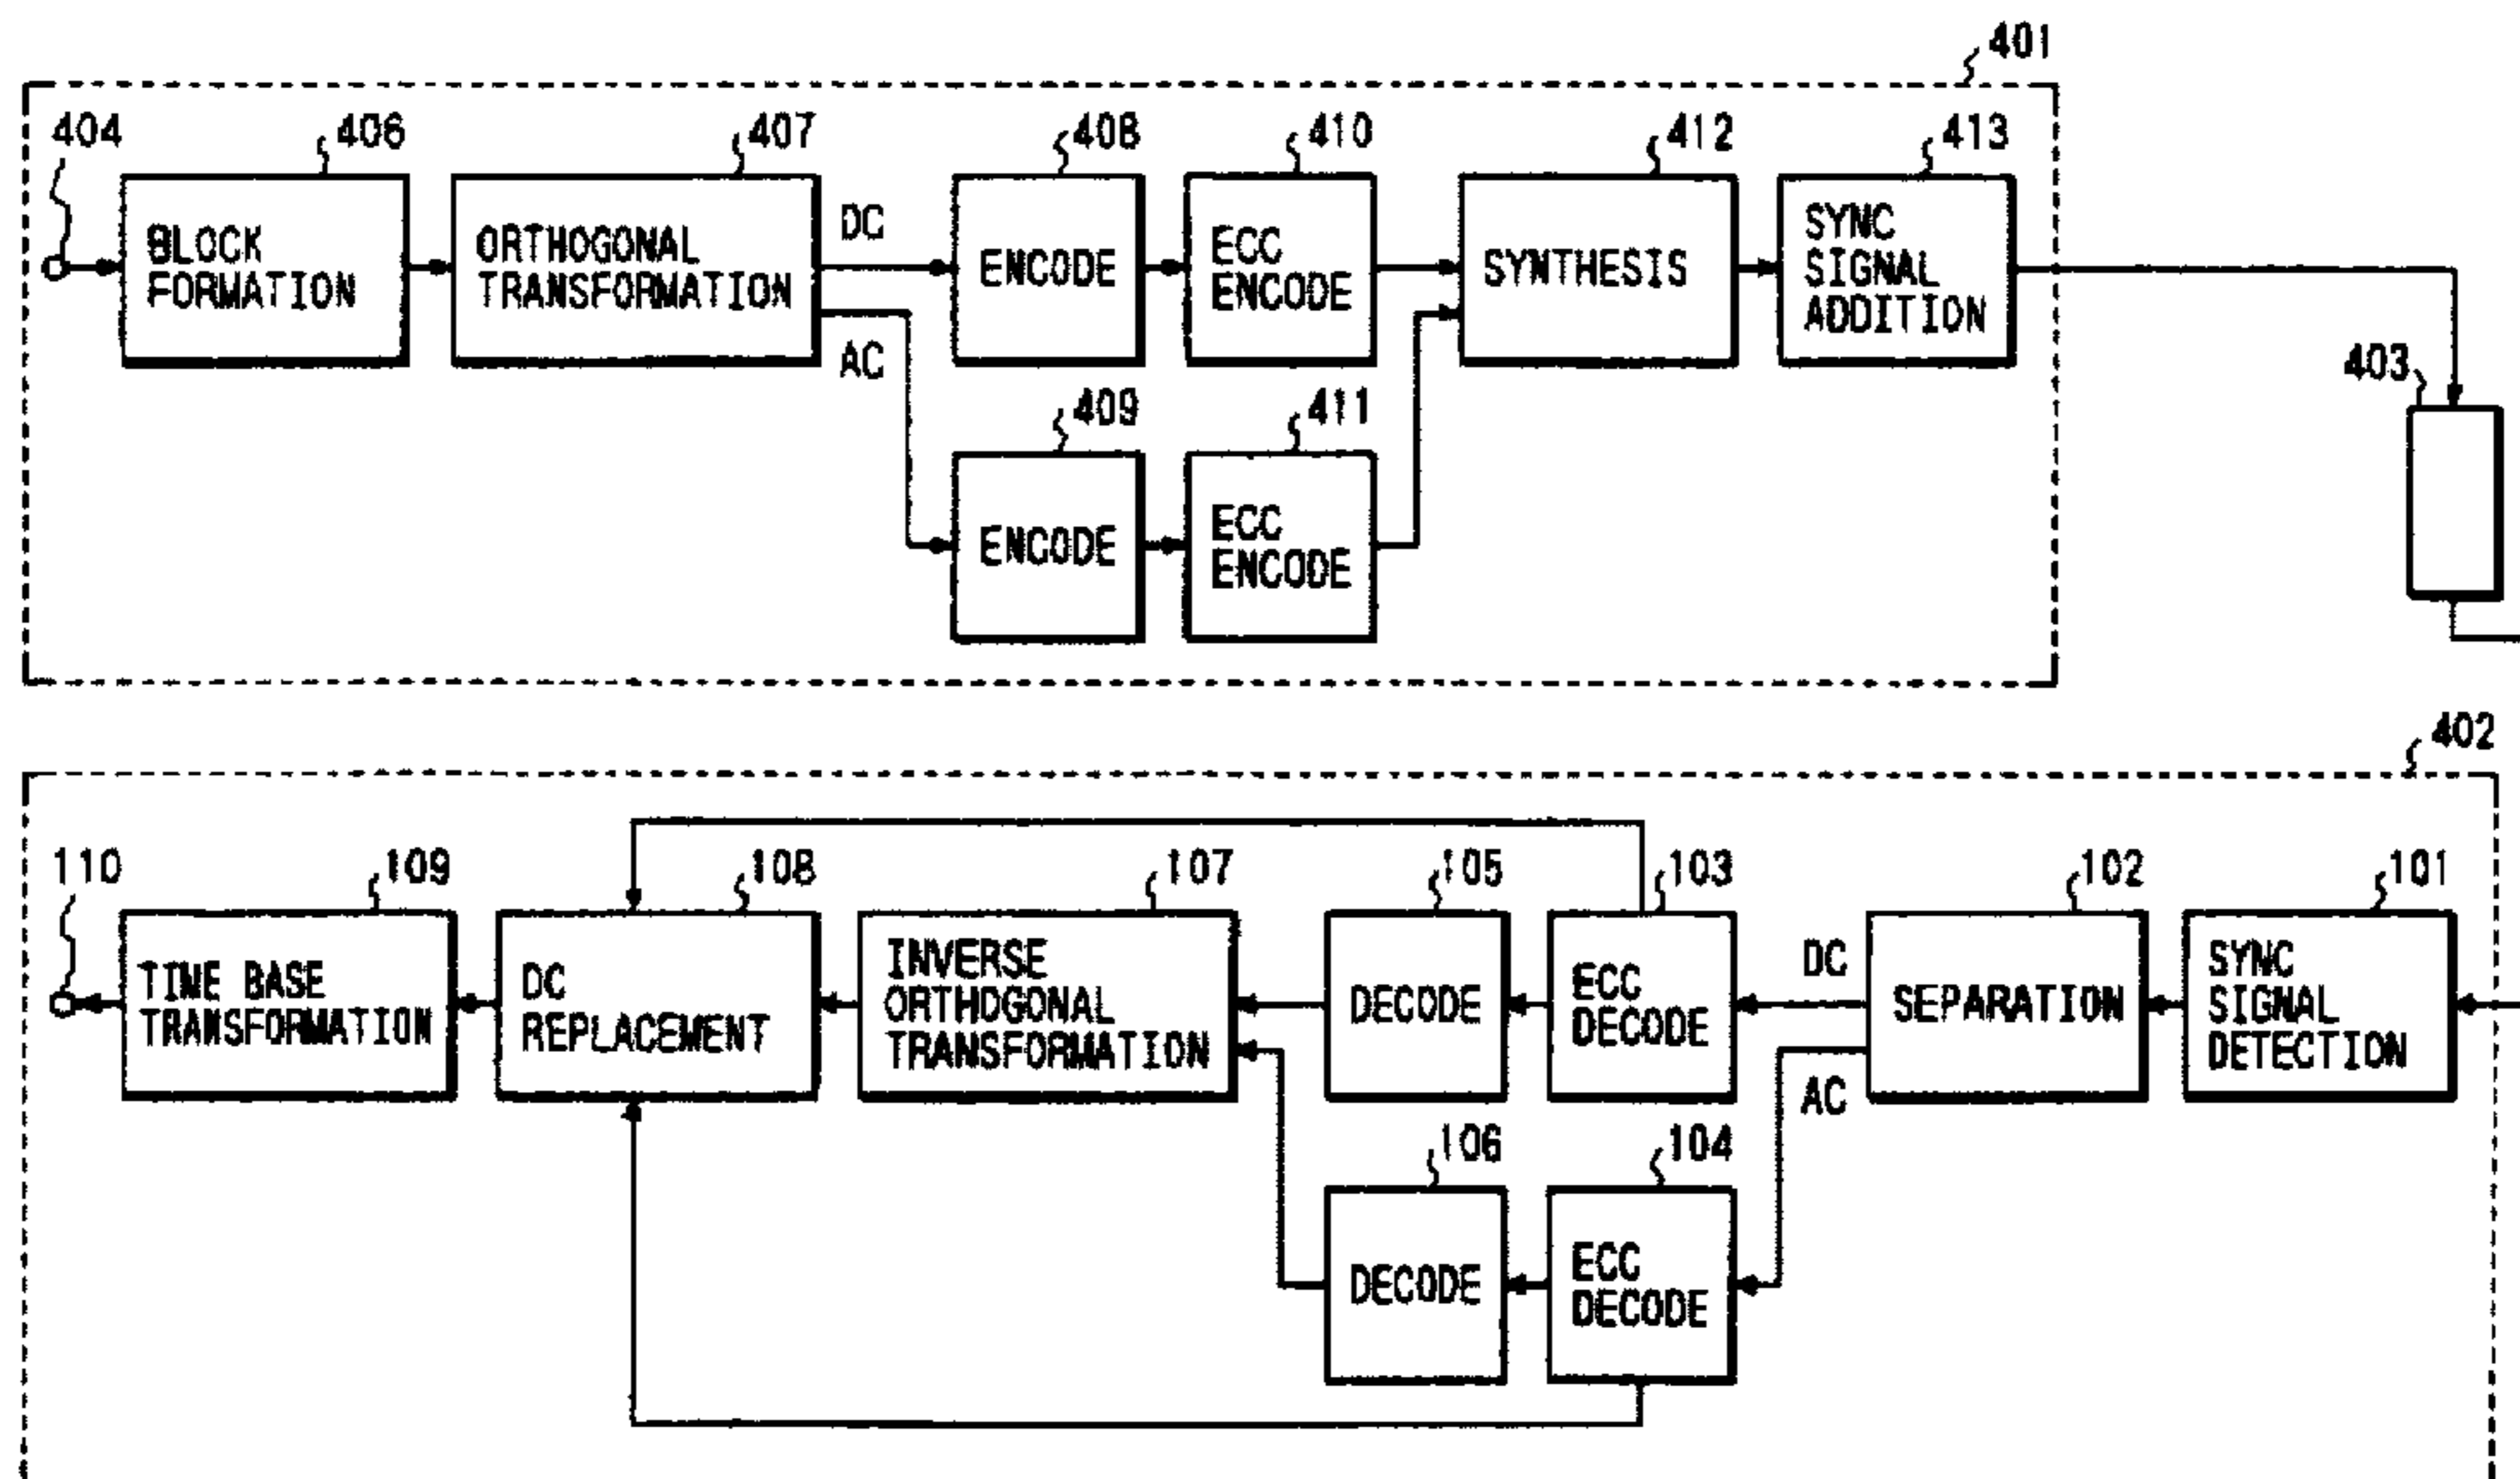 401
404
406
407
408
410
412
413
BLOCK
FORMATION
ORTHOGONAL
TRANSFORMATION
DC
AC
ENCODE
ECC
ENCODE
SYNTHESIS
SYNC
SIGNAL
ADDITION
403
409
411
ENCODE
ECC
ENCODE
402
110
109
108
107
105
103
102
101
TIME BASE
TRANSFORMATION
DC
REPLACEMENT
INVERSE
ORTHOGONAL
TRANSFORMATION
DECODE
ECC
DECODE
DC
AC
SEPARATION
SYNC
SIGNAL
DETECTION
106
104
DECODE
ECC
DECODE